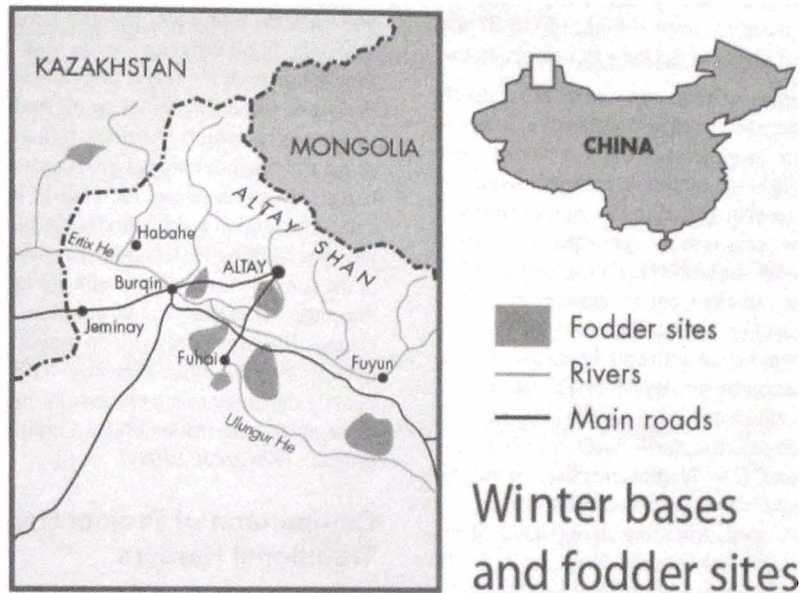 KAZAKHSTAN
MONGOLIA
CHINA
ALTAY SHAN
Habahe
Ertix He
ALTAY
Burqin
Jeminay
Fuhai
Fuyun
Ulungur He
Fodder sites
Rivers
Main roads
Winter bases
and fodder sites